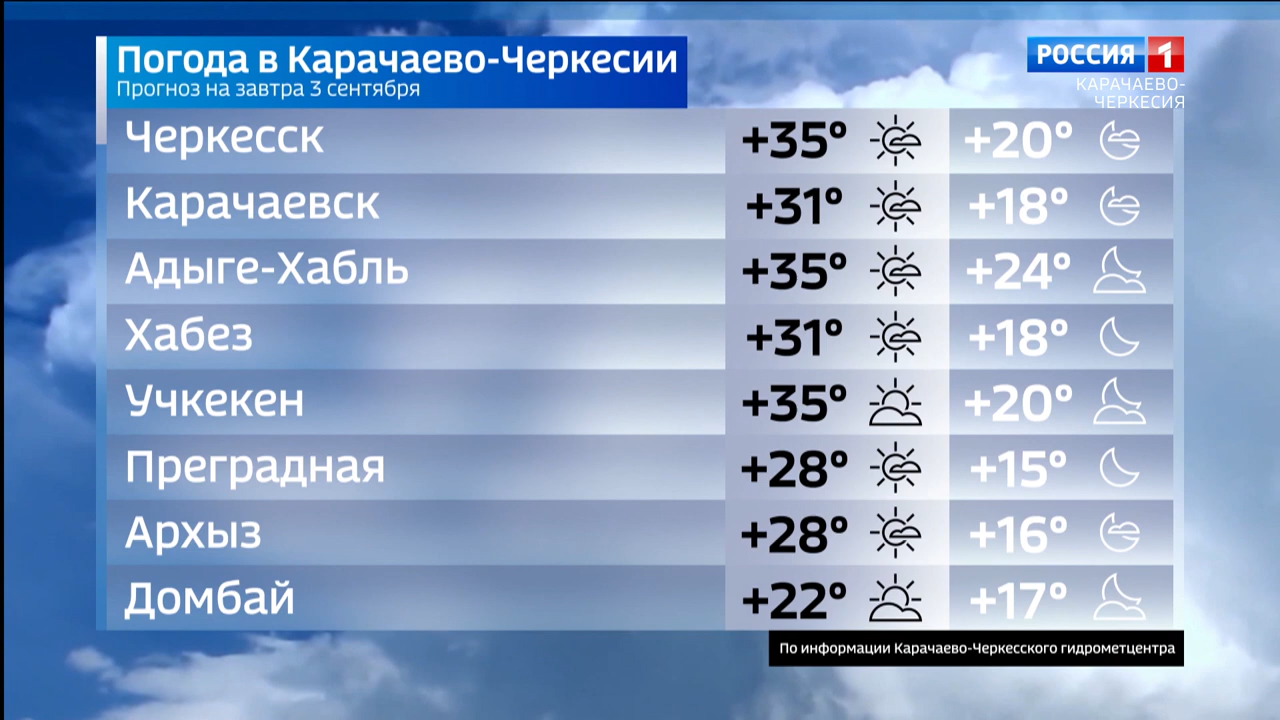 Погода в Карачаево-Черкесии
Прогноз на завтра 3 сентября
РОССИЯ 1
КАРАЧАЕВО-
ЧЕРКЕСИЯ
Черкесск +35° +20°
Карачаевск +31° +18°
Адыге-Хабль +35° +24°
Хабез +31° +18°
Учкекен +35° +20°
Преградная +28° +15°
Архыз +28° +16°
Домбай +22° +17°
По информации Карачаево-Черкесского гидрометцентра